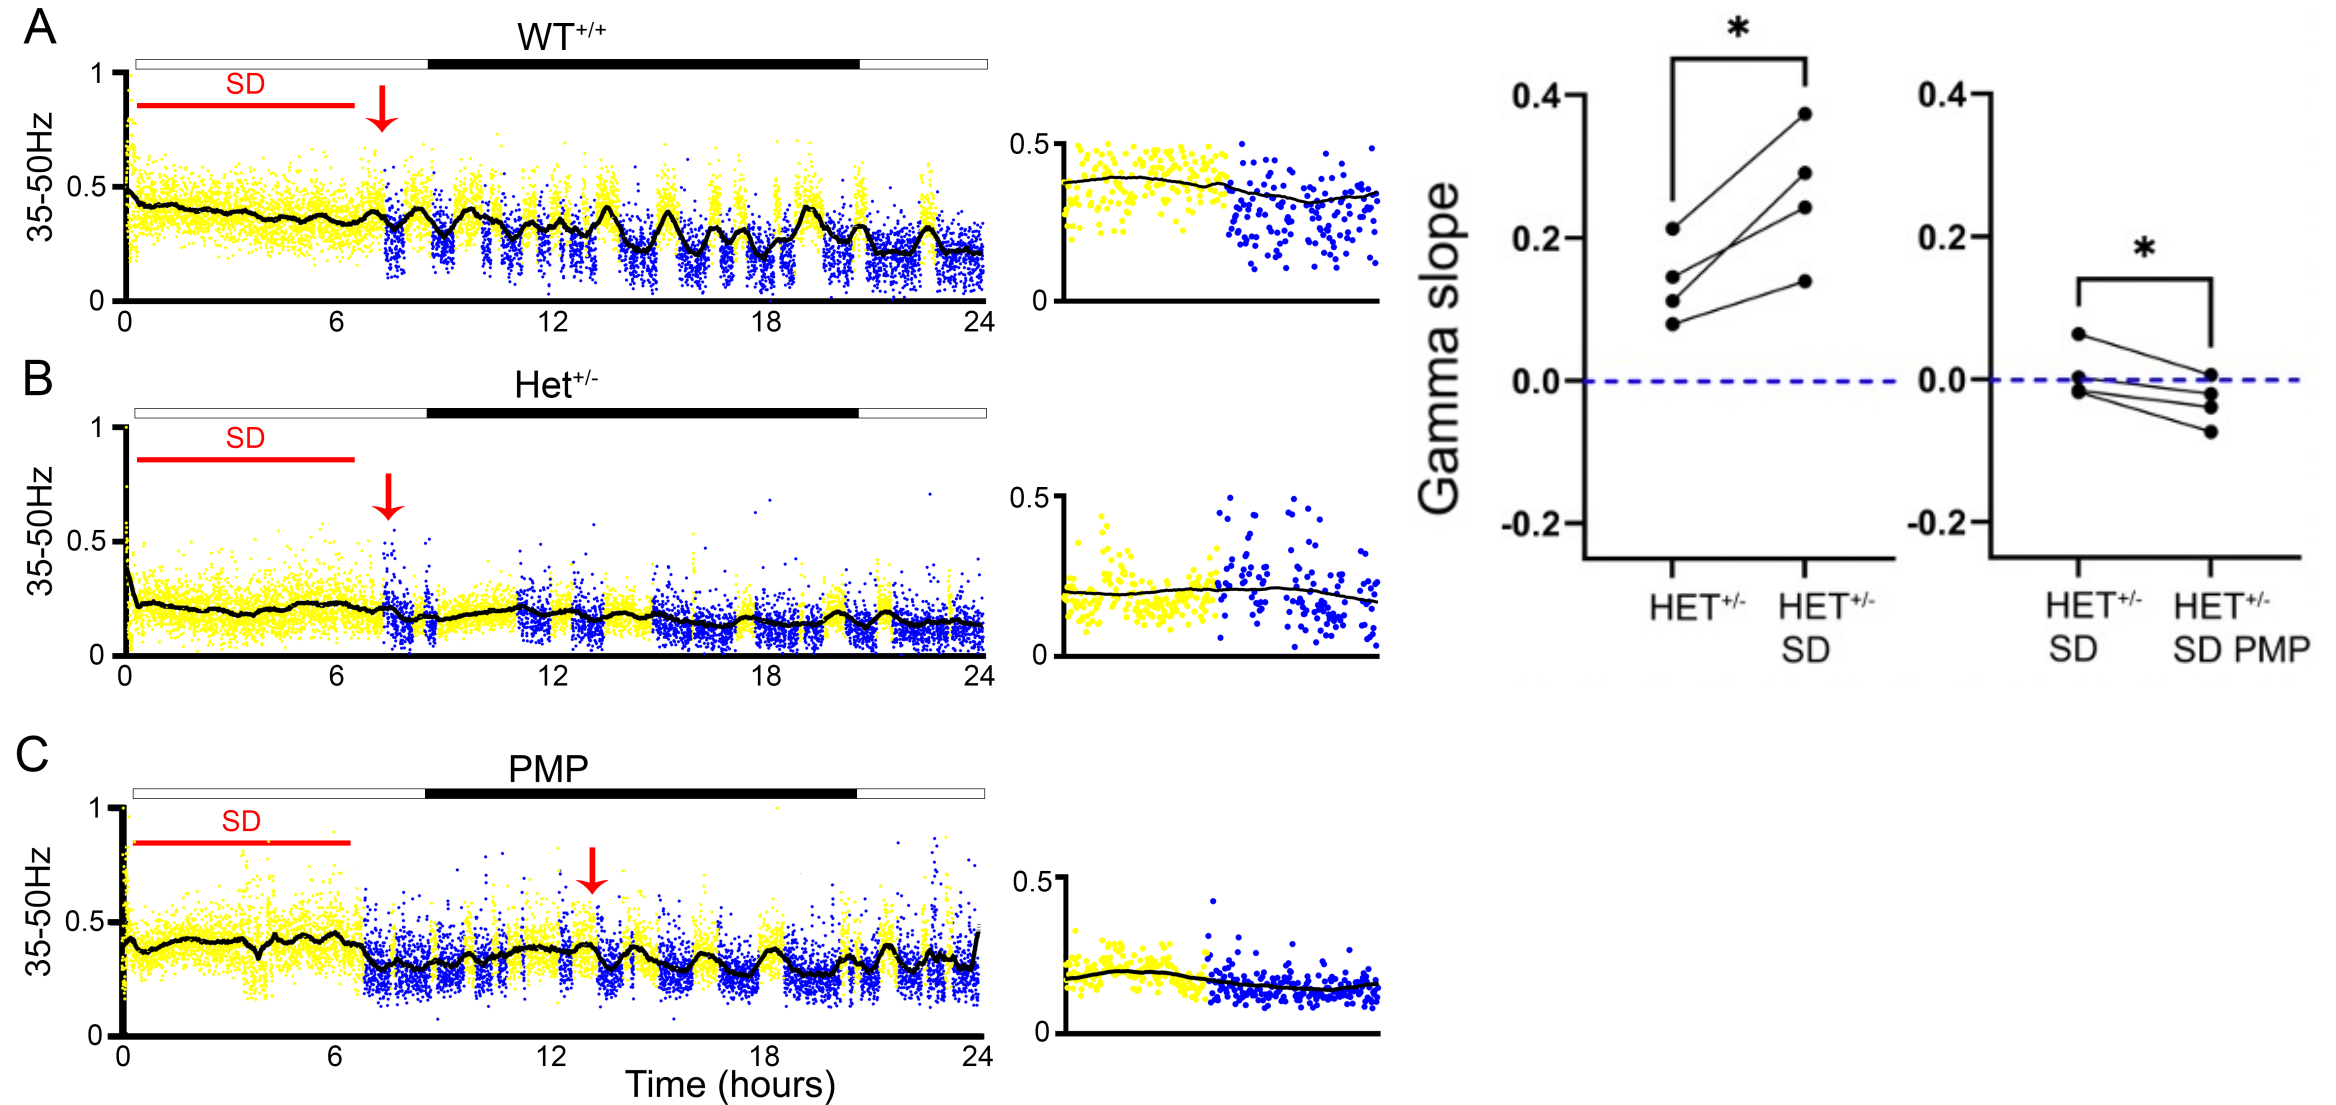 A
WT+/+
SD
35-50Hz
1
0.5
0
0
6
12
18
24
0.5
0
B
Het+/-
SD
35-50Hz
1
0.5
0
0
6
12
18
24
0.5
0
C
PMP
SD
35-50Hz
1
0.5
0
0
6
12
18
24
Time (hours)
0.5
0
Gamma slope
*
0.4
0.2
0.0
-0.2
HET+/-
HET+/-
SD
*
0.4
0.2
0.0
-0.2
HET+/-
SD
HET+/-
SD PMP